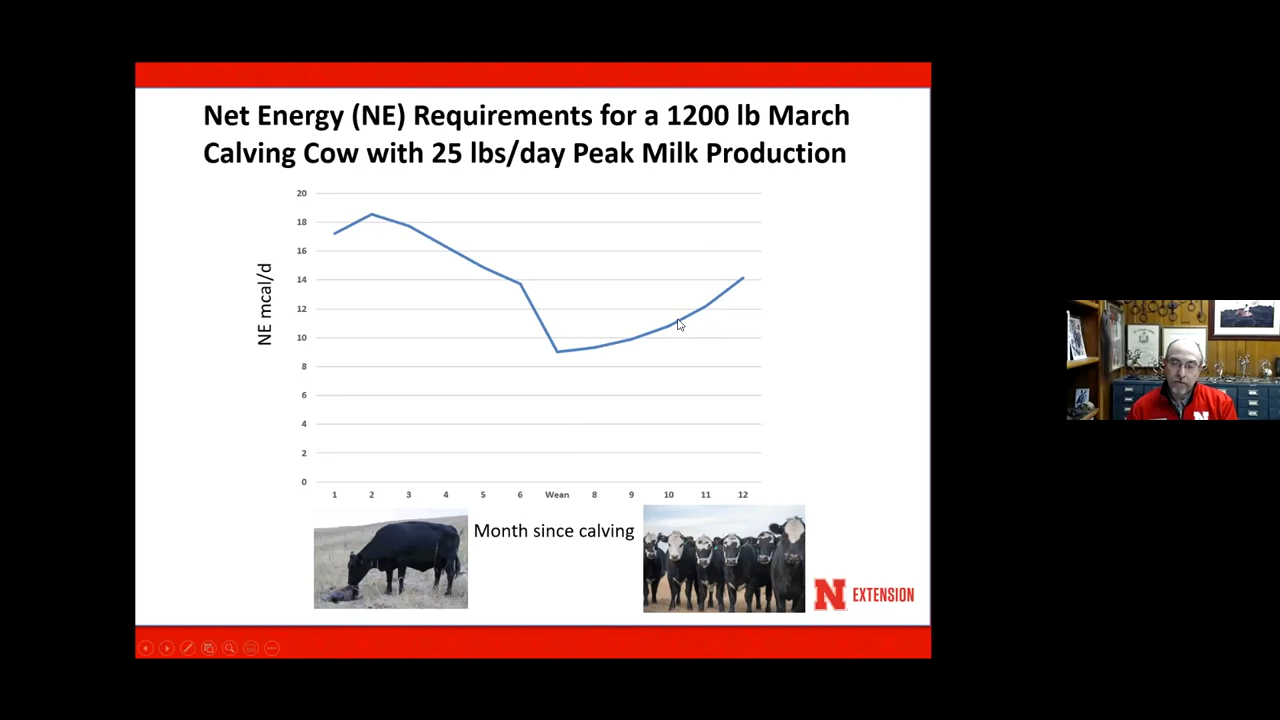 Net Energy (NE) Requirements for a 1200 lb March
Calving Cow with 25 lbs/day Peak Milk Production
NE mcal/d
20
18
16
14
12
10
8
6
4
2
0
1 2 3 4 5 6 Wean 8 9 10 11 12
Month since calving
N EXTENSION
N